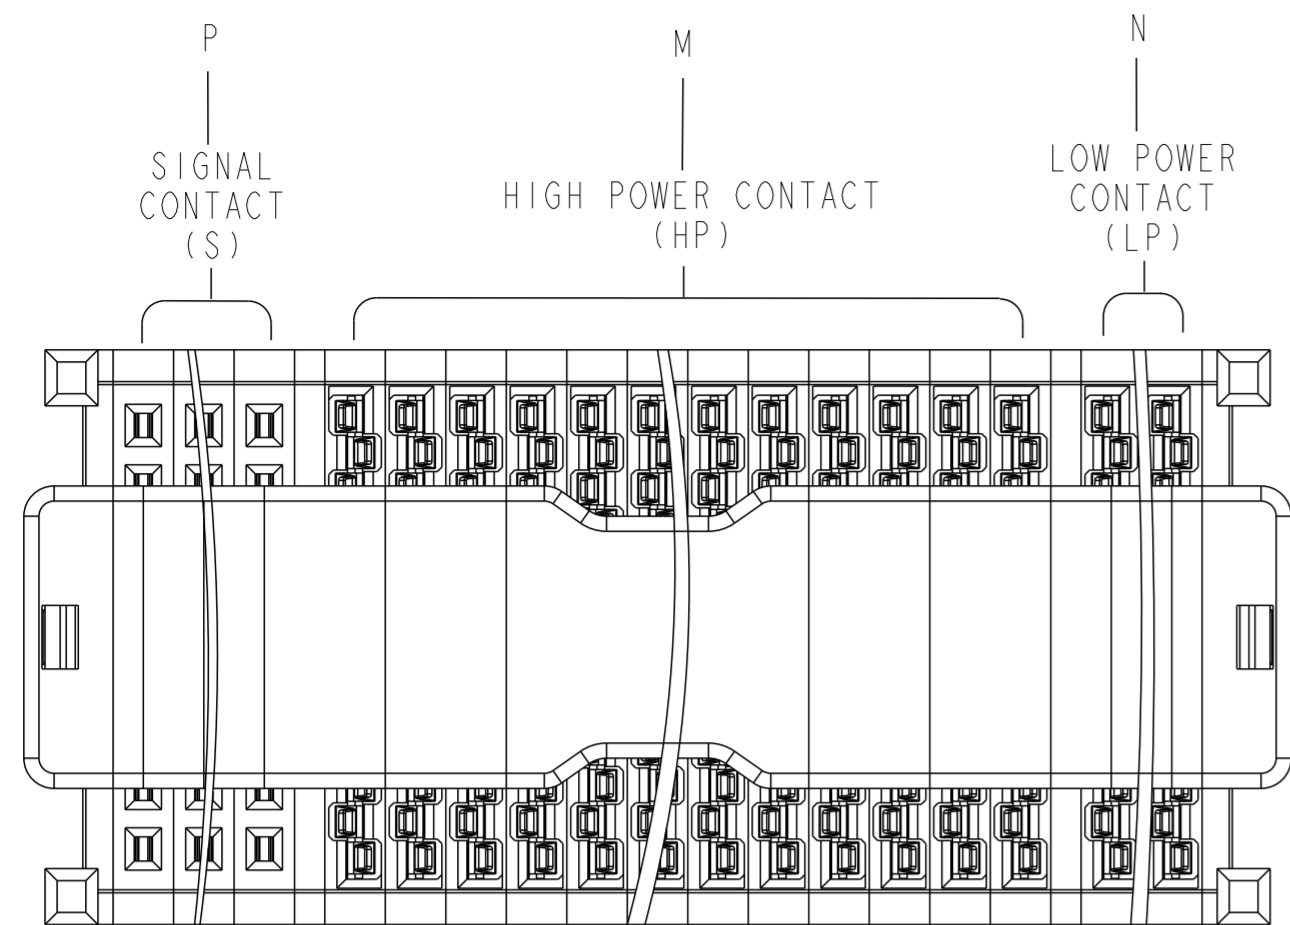 P
SIGNAL
CONTACT
(S)
M
HIGH POWER CONTACT
(HP)
N
LOW POWER
CONTACT
(LP)